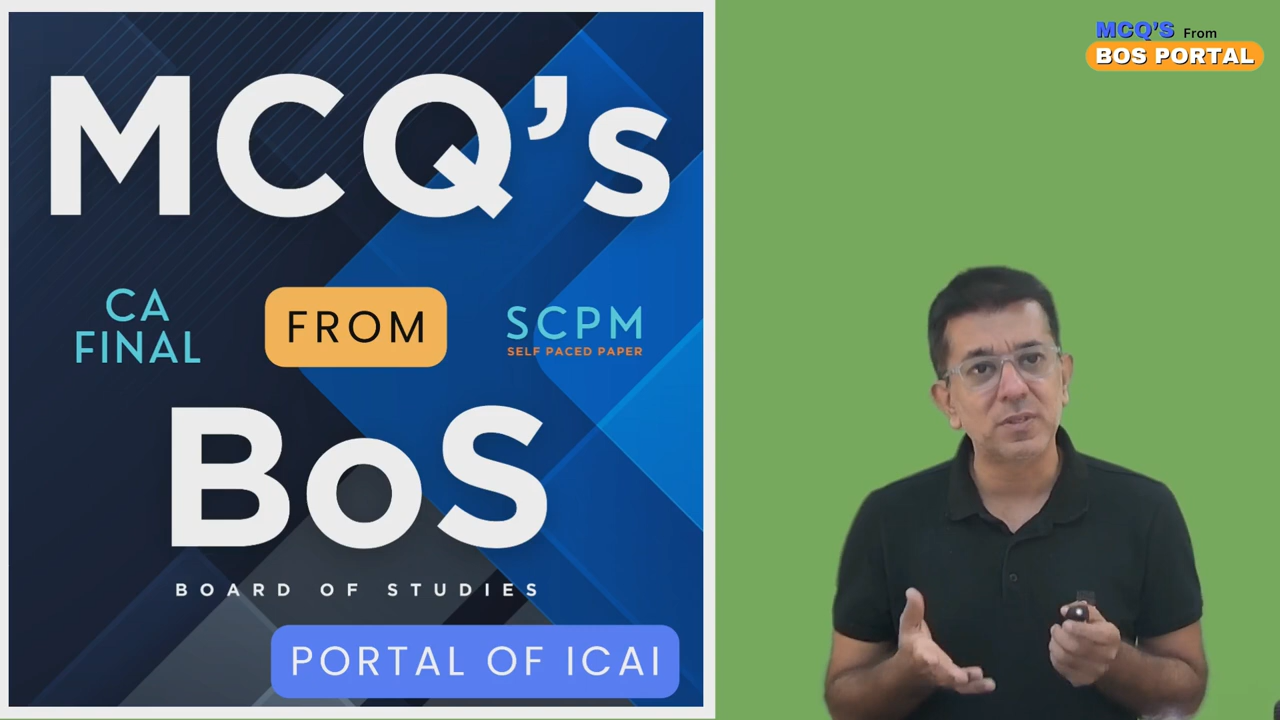 MCQ's
CA
FINAL
FROM
SCPM
SELF PACED PAPER
BoS
BOARD OF STUDIES
PORTAL OF ICAI
MCQ'S From
BOS PORTAL